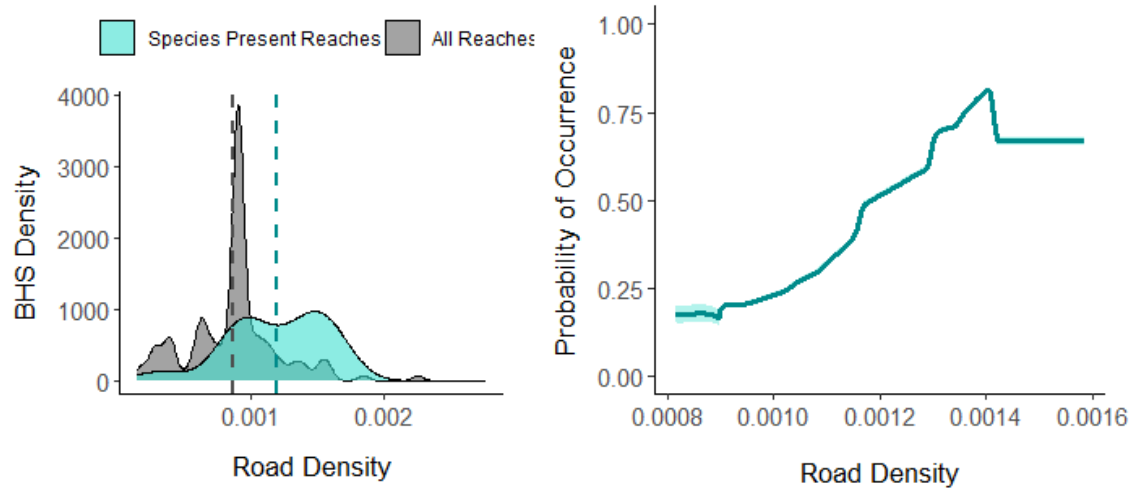 Species Present Reaches
All Reaches
BHS Density
4000
3000
2000
1000
0
0.001
0.002
Road Density
Probability of Occurrence
1.00
0.75
0.50
0.25
0.00
0.0008
0.0010
0.0012
0.0014
0.0016
Road Density